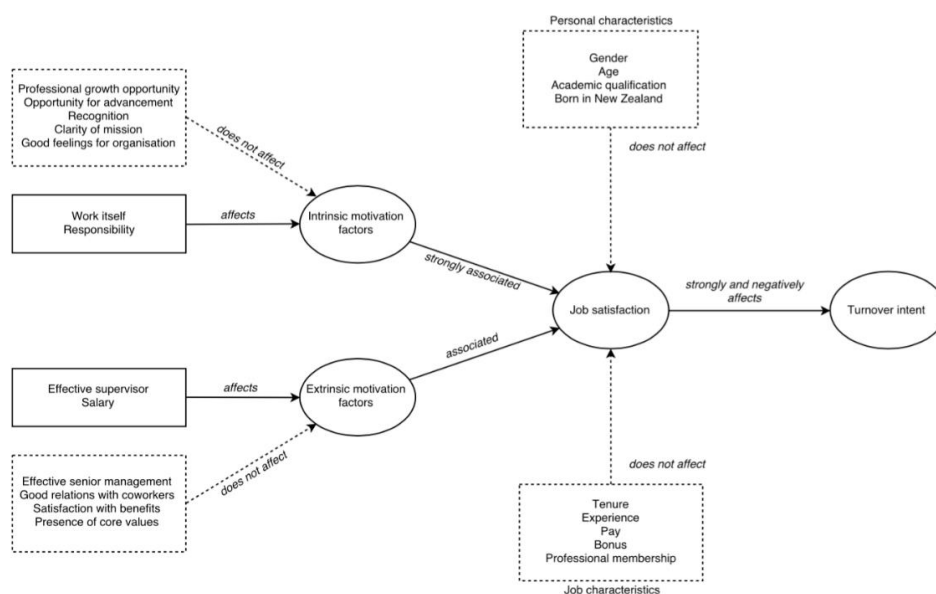 Personal characteristics
Gender
Age
Academic qualification
Born in New Zealand
does not affect
Professional growth opportunity
Opportunity for advancement
Recognition
Clarity of mission
Good feelings for organisation
does not affect
Work itself
Responsibility
affects
Intrinsic motivation
factors
strongly associated
Job satisfaction
strongly and negatively
affects
Turnover intent
Effective supervisor
Salary
affects
Extrinsic motivation
factors
associated
Effective senior management
Good relations with coworkers
Satisfaction with benefits
Presence of core values
does not affect
does not affect
Tenure
Experience
Pay
Bonus
Professional membership
Job characteristics